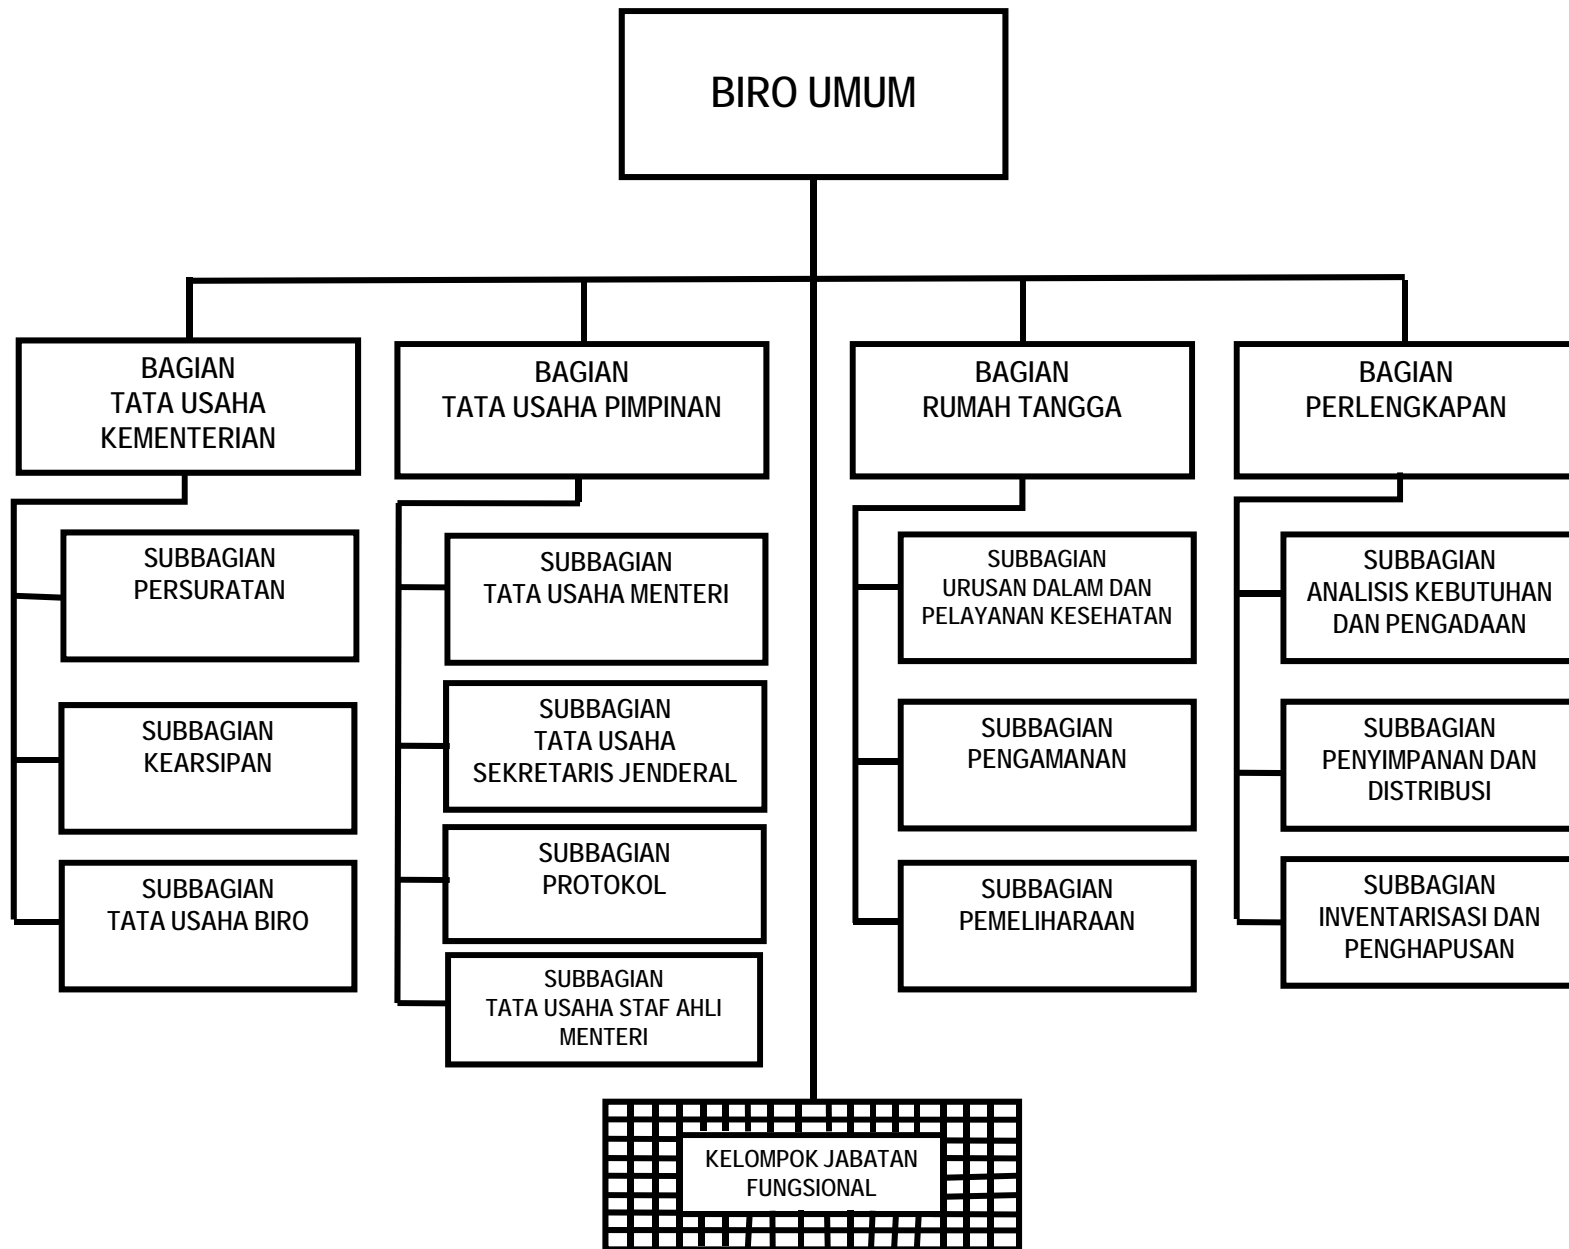 BIRO UMUM
BAGIAN
TATA USAHA
KEMENTERIAN
SUBBAGIAN
PERSURATAN
SUBBAGIAN
KEARSIPAN
SUBBAGIAN
TATA USAHA BIRO
BAGIAN
TATA USAHA PIMPINAN
SUBBAGIAN
TATA USAHA MENTERI
SUBBAGIAN
TATA USAHA
SEKRETARIS JENDERAL
SUBBAGIAN
PROTOKOL
SUBBAGIAN
TATA USAHA STAF AHLI
MENTERI
BAGIAN
RUMAH TANGGA
SUBBAGIAN
URUSAN DALAM DAN
PELAYANAN KESEHATAN
SUBBAGIAN
PENGAMANAN
SUBBAGIAN
PEMELIHARAAN
BAGIAN
PERLENGKAPAN
SUBBAGIAN
ANALISIS KEBUTUHAN
DAN PENGADAAN
SUBBAGIAN
PENYIMPANAN DAN
DISTRIBUSI
SUBBAGIAN
INVENTARISASI DAN
PENGHAPUSAN
KELOMPOK JABATAN
FUNGSIONAL